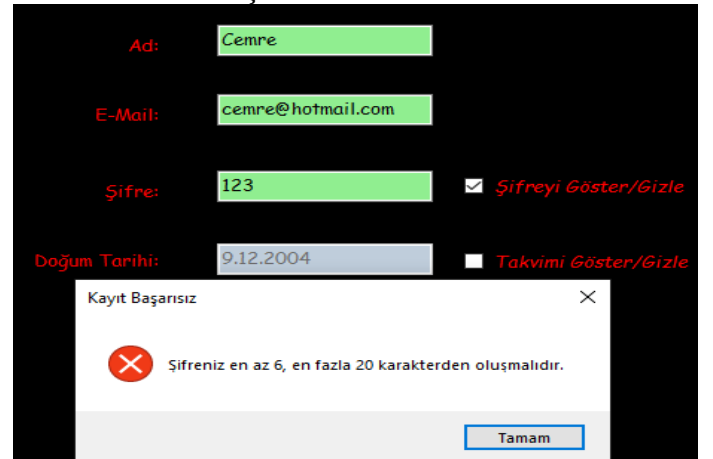 Ad: Cemre
E-Mail: cemre@hotmail.com
Şifre: 123 Şifreyi Göster/Gizle
Doğum Tarihi: 9.12.2004 Takvimi Göster/Gizle
Kayıt Başarısız
Şifreniz en az 6, en fazla 20 karakterden oluşmalıdır.
Tamam